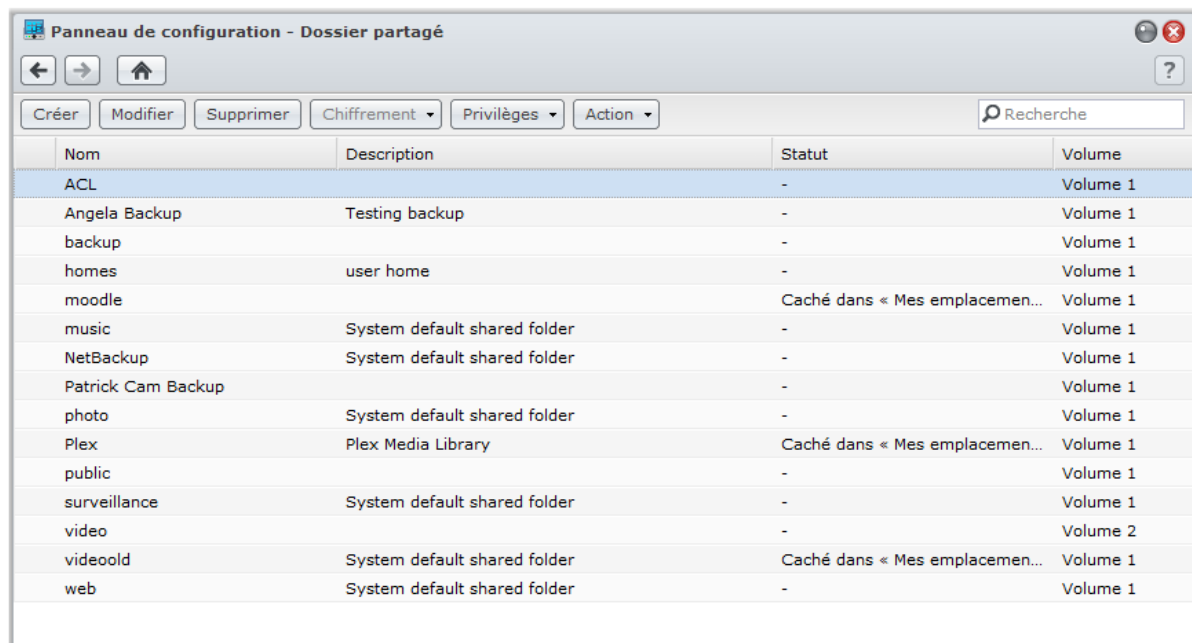 Panneau de configuration - Dossier partagé
?
Créer Modifier Supprimer Chiffrement Privilèges Action Recherche
Nom Description Statut Volume
ACL - Volume 1
Angela Backup Testing backup - Volume 1
backup - Volume 1
homes user home - Volume 1
moodle Caché dans « Mes emplacemen... Volume 1
music System default shared folder - Volume 1
NetBackup System default shared folder - Volume 1
Patrick Cam Backup - Volume 1
photo System default shared folder - Volume 1
Plex Plex Media Library Caché dans « Mes emplacemen... Volume 1
public - Volume 1
surveillance System default shared folder - Volume 1
video - Volume 2
videoold System default shared folder Caché dans « Mes emplacemen... Volume 1
web System default shared folder - Volume 1